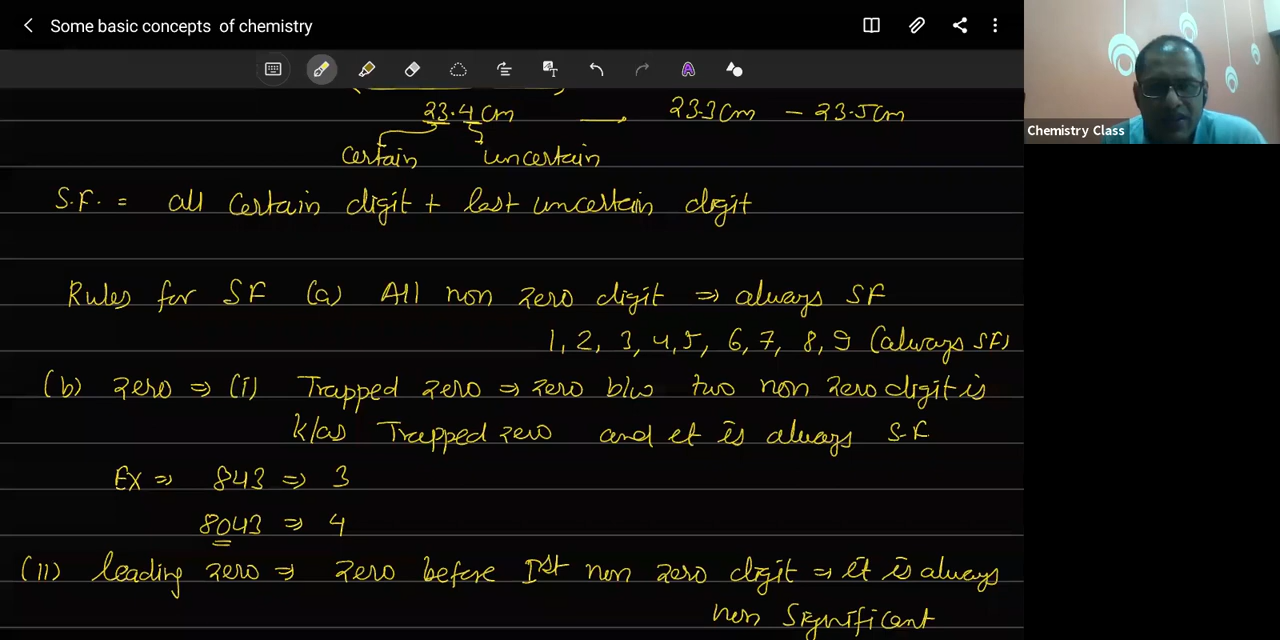 Some basic concepts of chemistry
Chemistry Class
23.4cm → 23.3cm - 23.5cm
Certain uncertain
S.F. = all Certain digit + last uncertain digit
Rules for SF (a) All non zero digit ⇒ always SF
1, 2, 3, 4, 5, 6, 7, 8, 9 (always SF)
(b) zero ⇒ (i) Trapped zero ⇒ zero b/w two non zero digit is
k/as Trapped zero and it is always S.F
Ex ⇒ 843 ⇒ 3
8043 ⇒ 4
(ii) leading zero ⇒ zero before Ist non zero digit ⇒ it is always
non significant